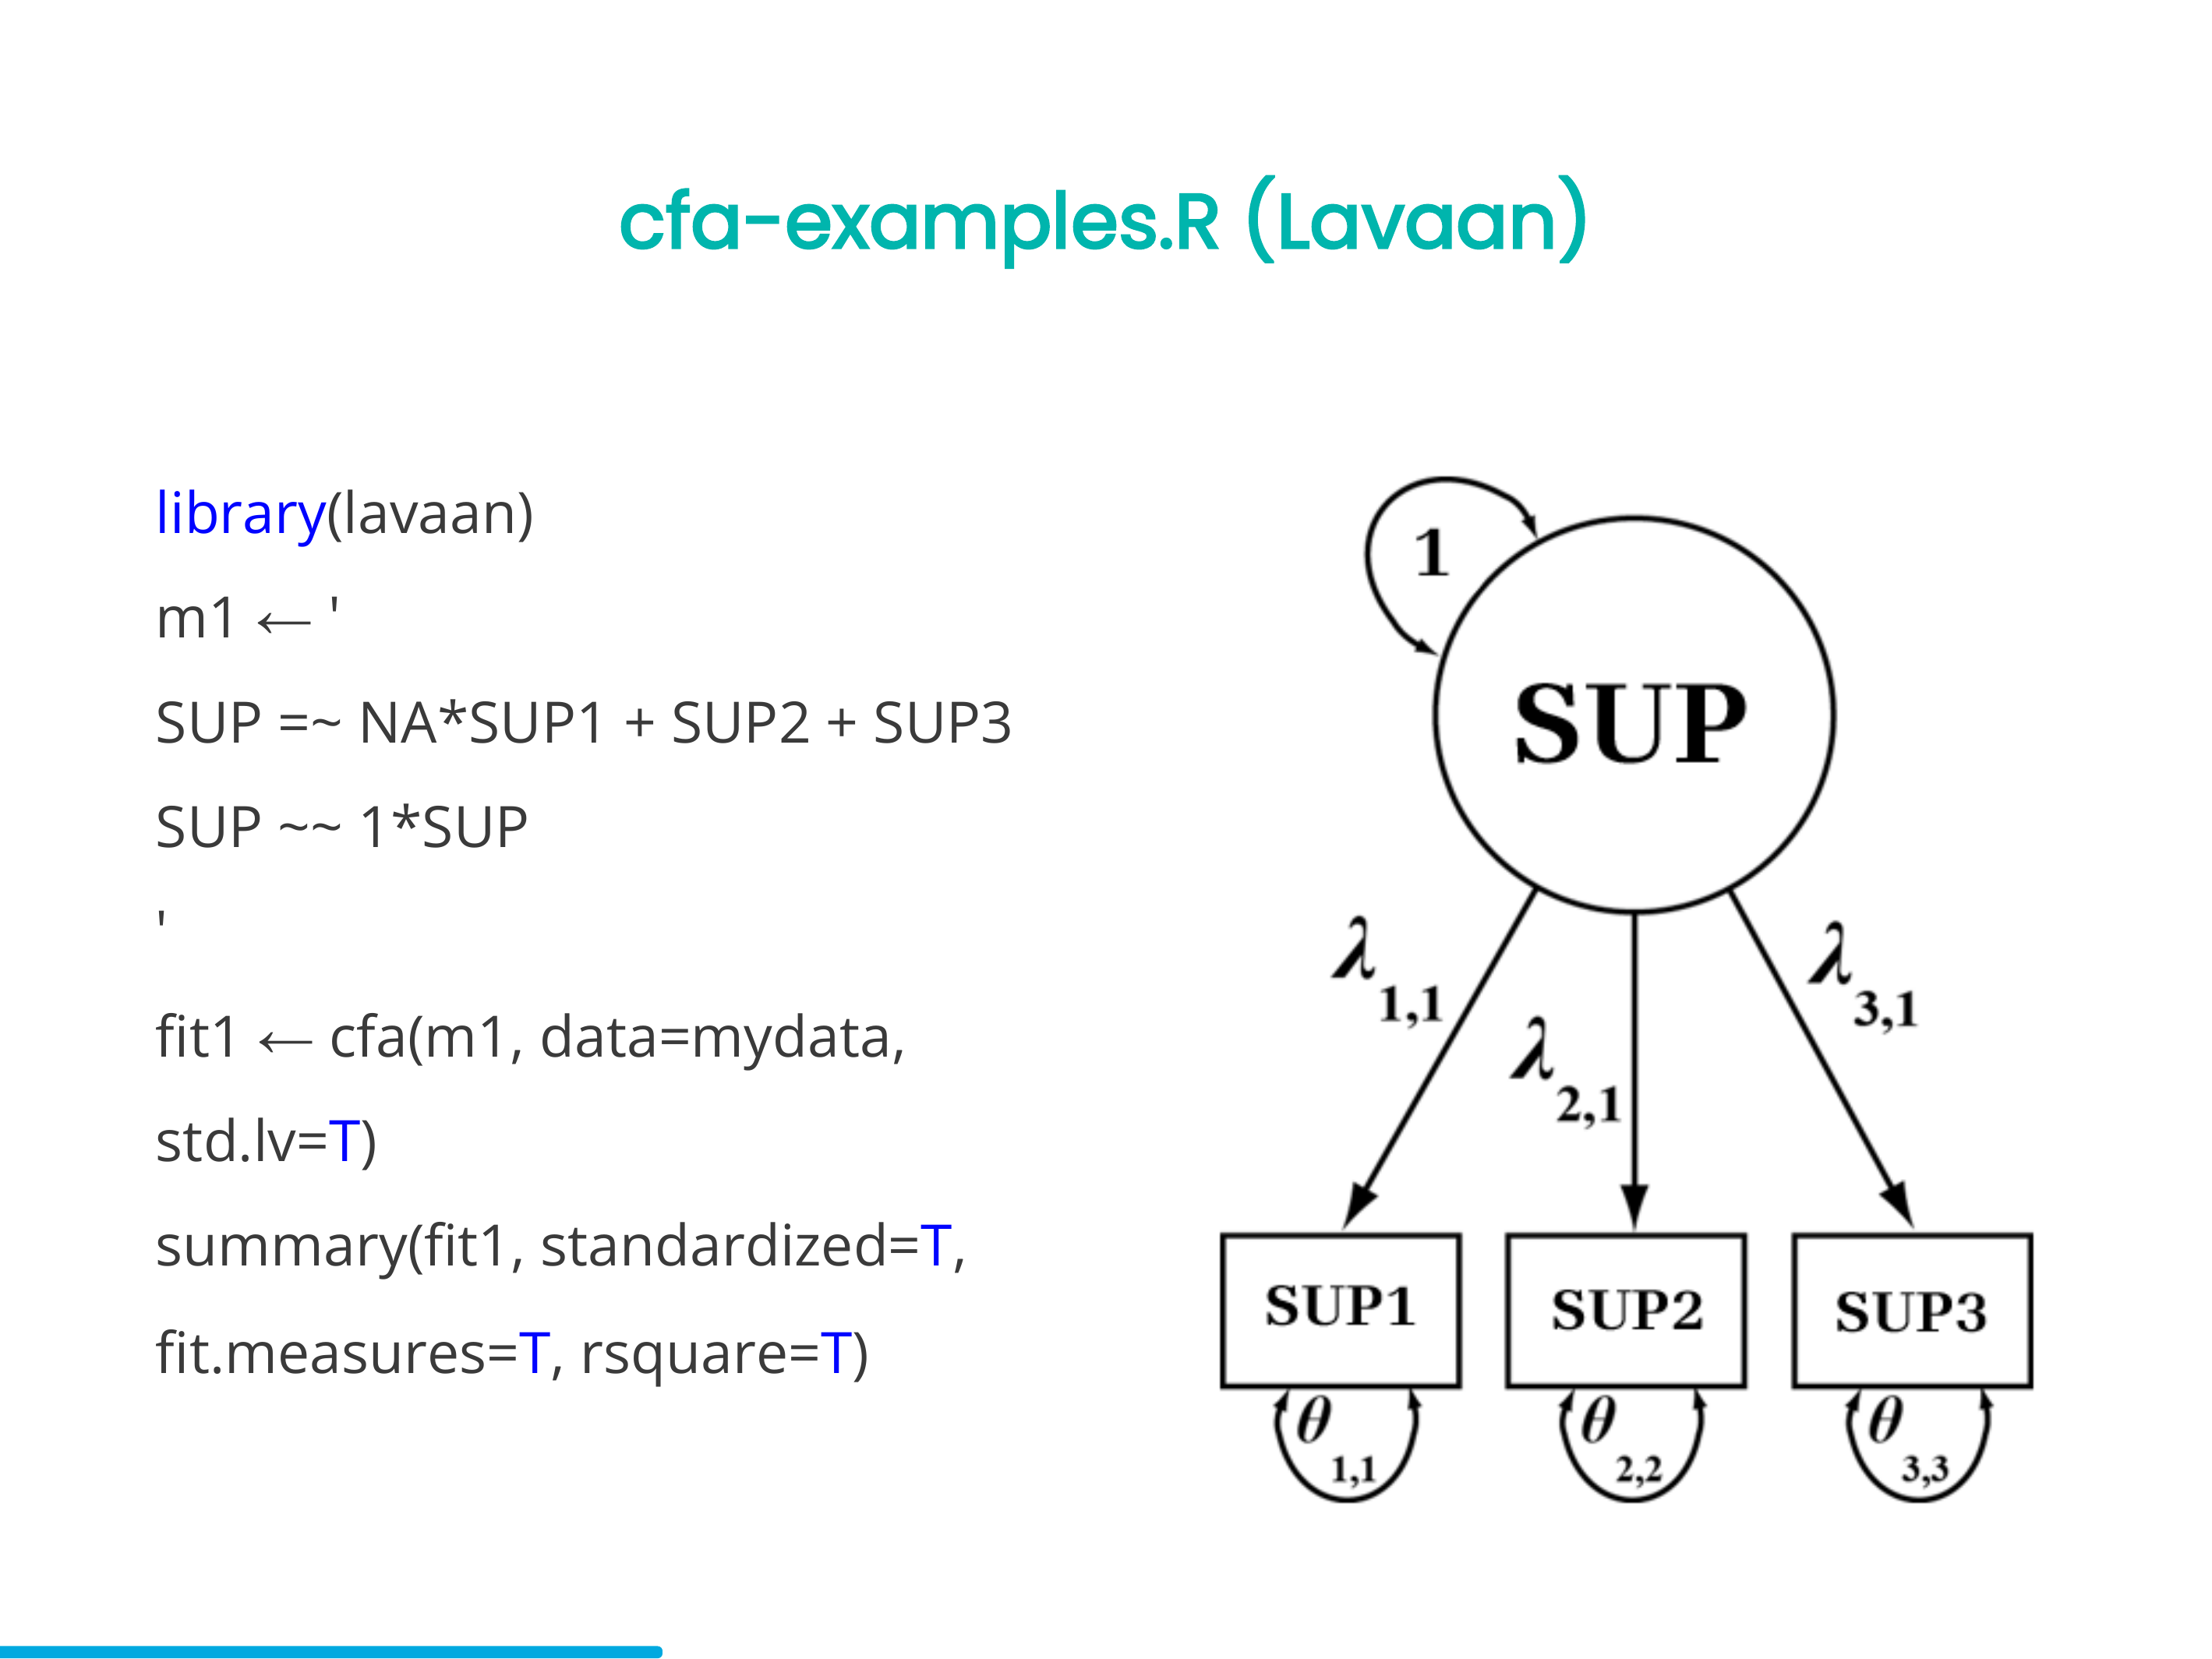 cfa-examples.R (Lavaan)
library(lavaan)
m1 ← '
SUP =~ NA*SUP1 + SUP2 + SUP3
SUP ~~ 1*SUP
'
fit1 ← cfa(m1, data=mydata,
std.lv=T)
summary(fit1, standardized=T,
fit.measures=T, rsquare=T)
1
SUP
λ1,1
λ2,1
λ3,1
SUP1
SUP2
SUP3
θ1,1
θ2,2
θ3,3